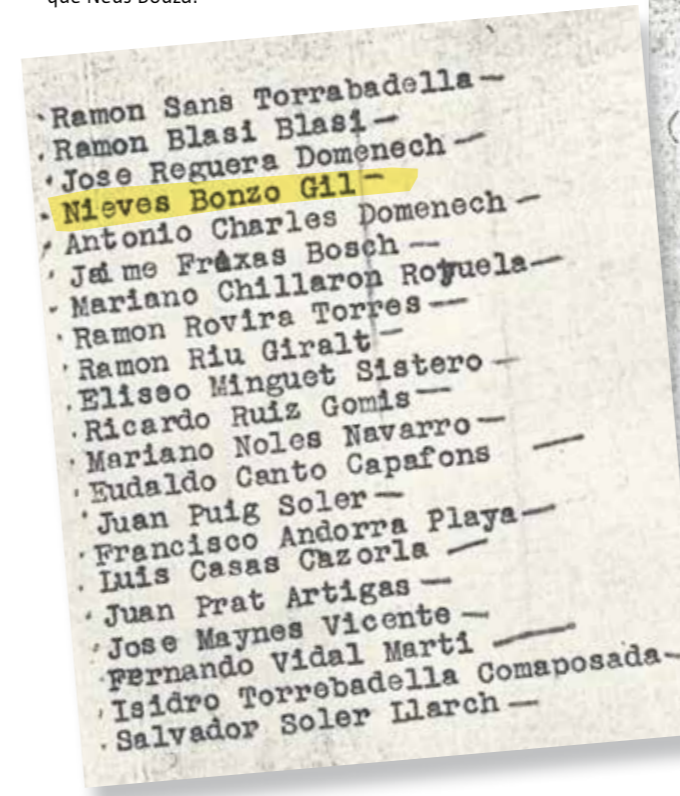 que Neus Bouza.
Ramon Sans Torrabadella—
Ramon Blasi Blasi—
Jose Reguera Domenech—
Nieves Bonzo Gil—
Antonio Charles Domenech—
Jaime Fraxas Bosch—
Mariano Chillaron Royuela—
Ramon Rovira Torres—
Ramon Riu Giralt—
Eliseo Minguet Sistero—
Ricardo Ruiz Gomis—
Mariano Noles Navarro—
Eudaldo Canto Capafons —
Juan Puig Soler—
Francisco Andorra Playa—
Luis Casas Cazorla —
Juan Prat Artigas—
Jose Maynes Vicente—
Fernando Vidal Marti —
Isidro Torrebadella Comaposada—
Salvador Soler Llarch—